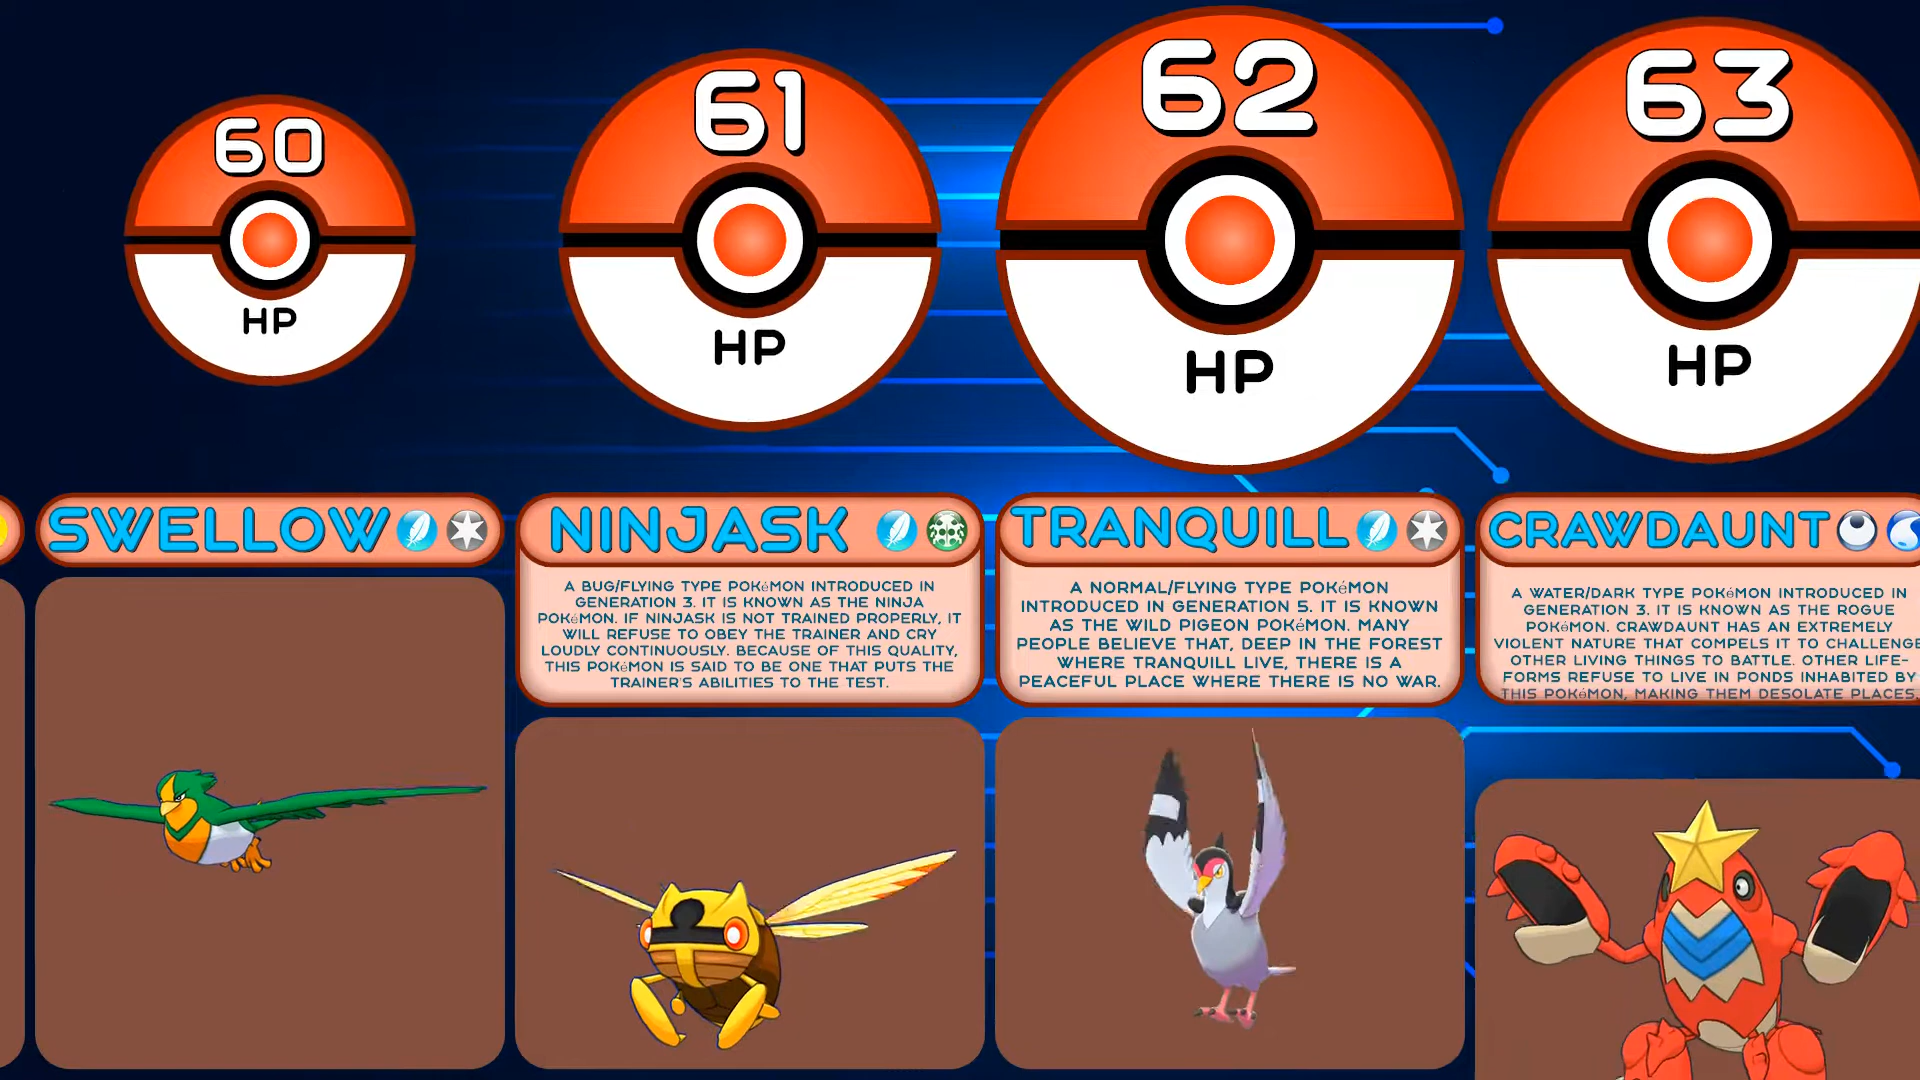 60
HP
61
HP
62
HP
63
HP
SWELLOW
NINJASK
A BUG/FLYING TYPE POKéMON INTRODUCED IN
GENERATION 3. IT IS KNOWN AS THE NINJA
POKéMON. IF NINJASK IS NOT TRAINED PROPERLY, IT
WILL REFUSE TO OBEY THE TRAINER AND CRY
LOUDLY CONTINUOUSLY. BECAUSE OF THIS QUALITY,
THIS POKéMON IS SAID TO BE ONE THAT PUTS THE
TRAINER'S ABILITIES TO THE TEST.
TRANQUILL
A NORMAL/FLYING TYPE POKéMON
INTRODUCED IN GENERATION 5. IT IS KNOWN
AS THE WILD PIGEON POKéMON. MANY
PEOPLE BELIEVE THAT, DEEP IN THE FOREST
WHERE TRANQUILL LIVE, THERE IS A
PEACEFUL PLACE WHERE THERE IS NO WAR.
CRAWDAUNT
A WATER/DARK TYPE POKéMON INTRODUCED IN
GENERATION 3. IT IS KNOWN AS THE ROGUE
POKéMON. CRAWDAUNT HAS AN EXTREMELY
VIOLENT NATURE THAT COMPELS IT TO CHALLENGE
OTHER LIVING THINGS TO BATTLE. OTHER LIFE-
FORMS REFUSE TO LIVE IN PONDS INHABITED BY
THIS POKéMON, MAKING THEM DESOLATE PLACES.